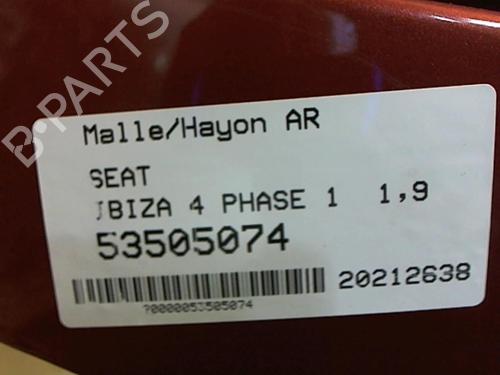 B-PARTS
Malle/Hayon AR
SEAT
IBIZA 4 PHASE 1 1,9
53505074
20212638
?0000053505074